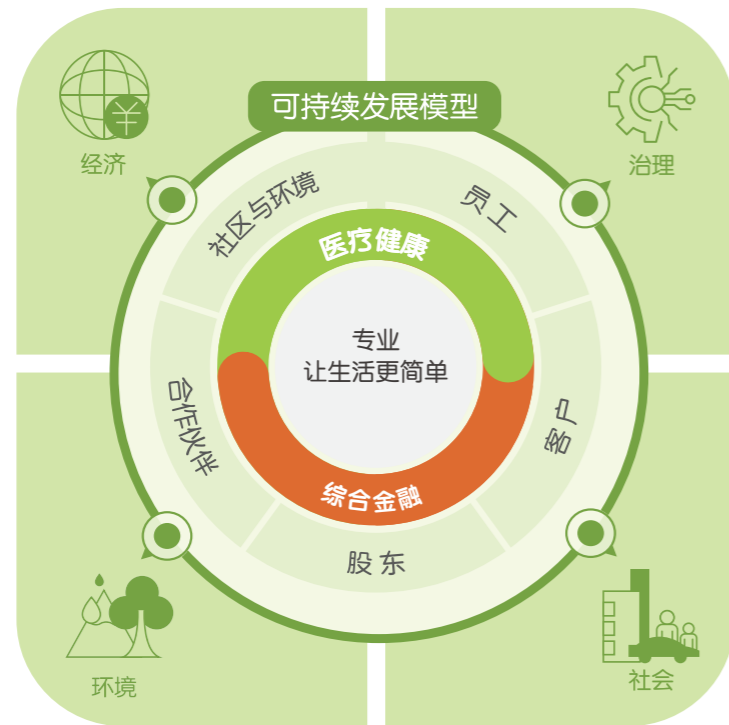 可持续发展模型
经济
¥
治理
社区与环境
员工
医疗健康
专业
让生活更简单
合作伙伴
客户
综合金融
股东
环境
社会